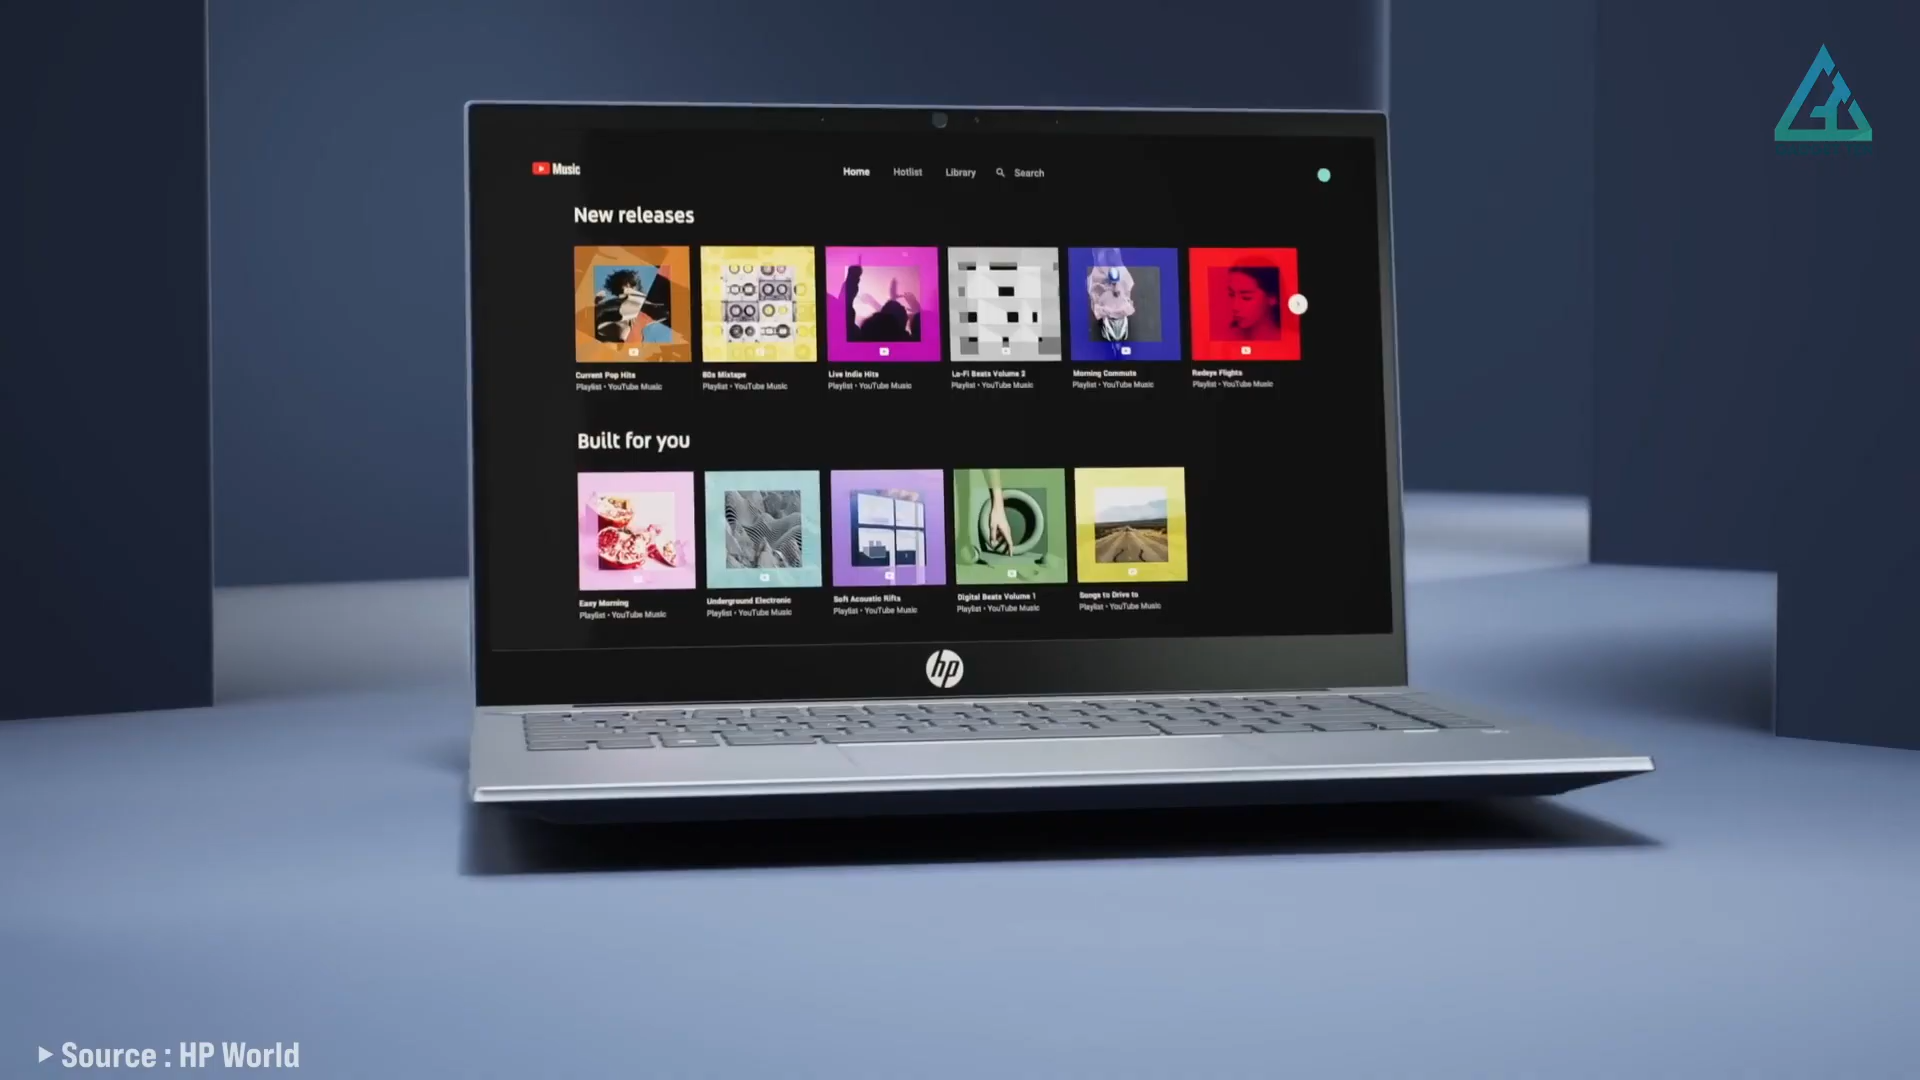 Music
Home Hotlist Library Search
New releases
Current Pop Hits
Playlist • YouTube Music
80s Mixtape
Playlist • YouTube Music
Live Indie Hits
Playlist • YouTube Music
Lo-Fi Beats Volume 2
Playlist • YouTube Music
Morning Commute
Playlist • YouTube Music
Redeye Flights
Playlist • YouTube Music
Built for you
Easy Morning
Playlist • YouTube Music
Underground Electronic
Playlist • YouTube Music
Soft Acoustic Riffs
Playlist • YouTube Music
Digital Beats Volume 1
Playlist • YouTube Music
Songs to Drive to
Playlist • YouTube Music
hp
Source : HP World